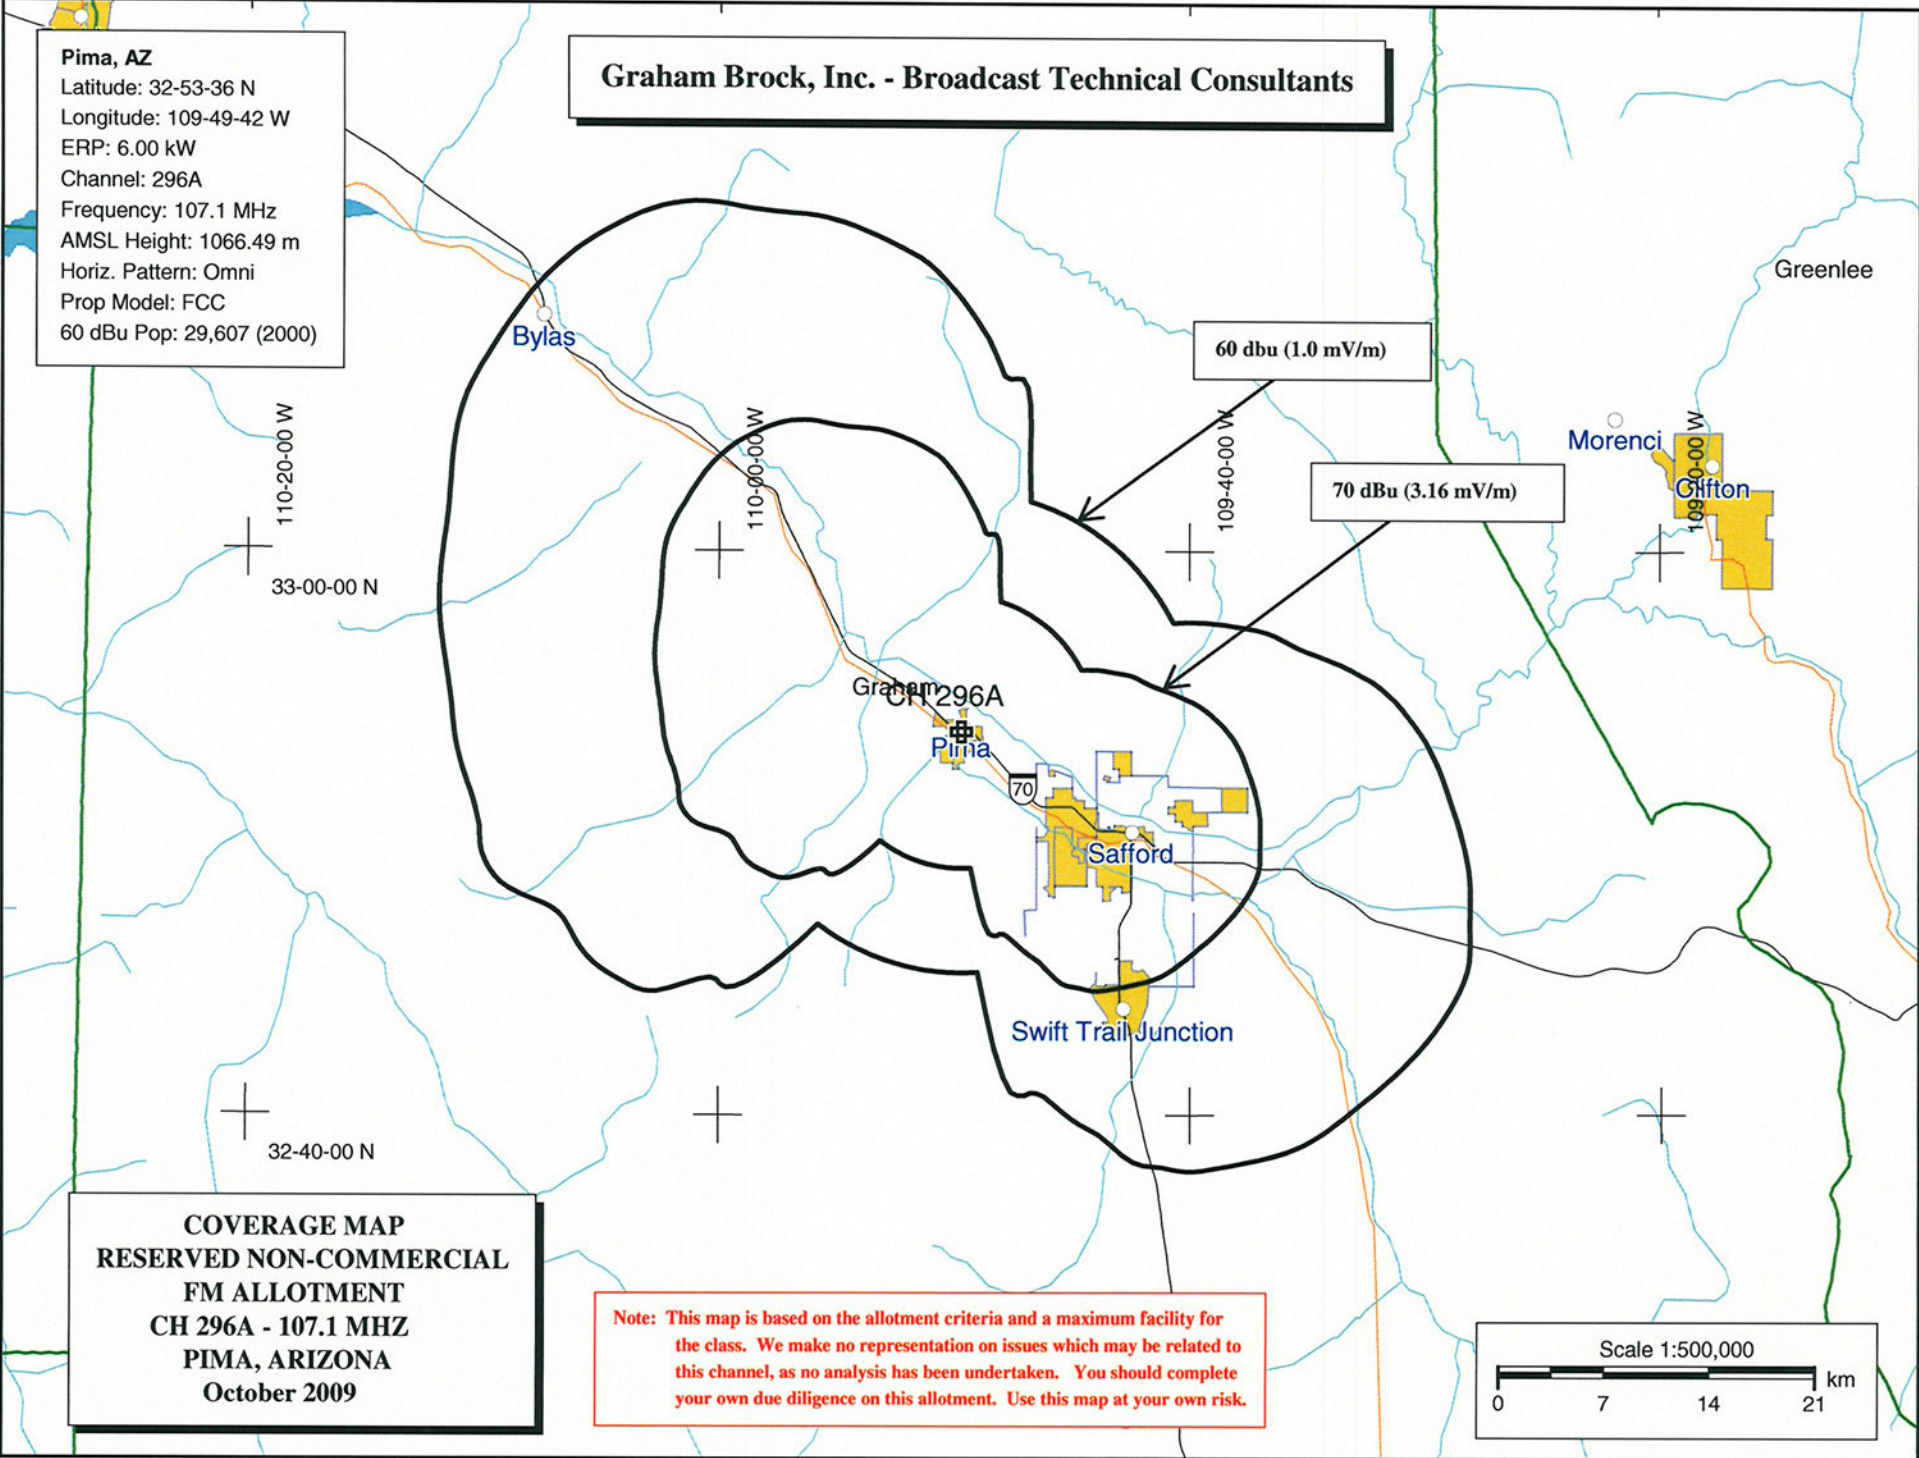 Pima, AZ
Latitude: 32-53-36 N
Longitude: 109-49-42 W
ERP: 6.00 kW
Channel: 296A
Frequency: 107.1 MHz
AMSL Height: 1066.49 m
Horiz. Pattern: Omni
Prop Model: FCC
60 dBu Pop: 29,607 (2000)
Graham Brock, Inc. - Broadcast Technical Consultants
Greenlee
Bylas
60 dbu (1.0 mV/m)
110-20-00 W
110-00-00 W
109-40-00 W
109-20-00 W
Morenci
Clifton
70 dBu (3.16 mV/m)
33-00-00 N
Graham
CH 296A
Pima
70
Safford
Swift Trail Junction
32-40-00 N
COVERAGE MAP
RESERVED NON-COMMERCIAL
FM ALLOTMENT
CH 296A - 107.1 MHZ
PIMA, ARIZONA
October 2009
Note: This map is based on the allotment criteria and a maximum facility for
the class. We make no representation on issues which may be related to
this channel, as no analysis has been undertaken. You should complete
your own due diligence on this allotment. Use this map at your own risk.
Scale 1:500,000
km
0 7 14 21